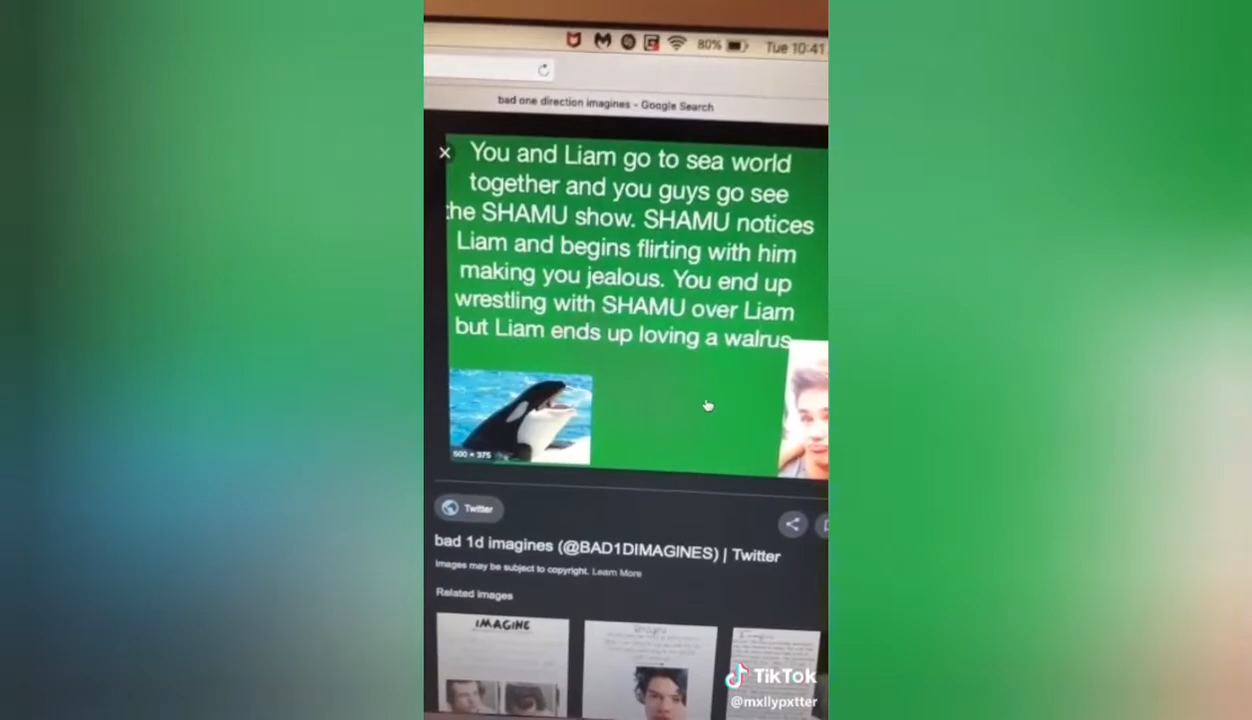 80%
Tue 10:41
bad one direction imagines - Google Search
You and Liam go to sea world
together and you guys go see
the SHAMU show. SHAMU notices
Liam and begins flirting with him
making you jealous. You end up
wrestling with SHAMU over Liam
but Liam ends up loving a walrus
500 × 375
Twitter
bad 1d imagines (@BAD1DIMAGINES) | Twitter
Images may be subject to copyright. Learn More
Related images
IMAGINE
TikTok
@mxllypxtter